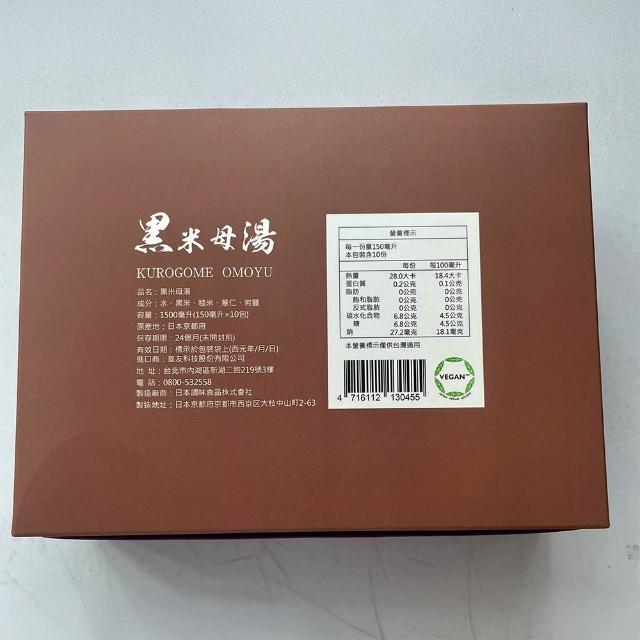 黒米母湯
KUROGOME OMOYU
品名：黑米母湯
成分：水、黑米、糙米、薏仁、岩鹽
容量：1500毫升(150毫升×10包)
原產地：日本京都府
保存期限：24個月(未開封前)
有效日期：標示於包裝袋上(西元年/月/日)
進口商：皇友科技股份有限公司
地 址：台北市內湖區新湖二路219號3樓
電 話：0800-532558
製造廠商：日本調味食品株式會社
製造地址：日本京都府京都市西京区大枝中山町2-63
營養標示
每一份量150毫升
本包裝含10份
每份 每100毫升
熱量 28.0大卡 18.4大卡
蛋白質 0.2公克 0.1公克
脂肪 0公克 0公克
飽和脂肪 0公克 0公克
反式脂肪 0公克 0公克
碳水化合物 6.8公克 4.5公克
糖 6.8公克 4.5公克
鈉 27.2毫克 18.1毫克
本營養標示僅供台灣適用
4 716112 130455
VEGAN